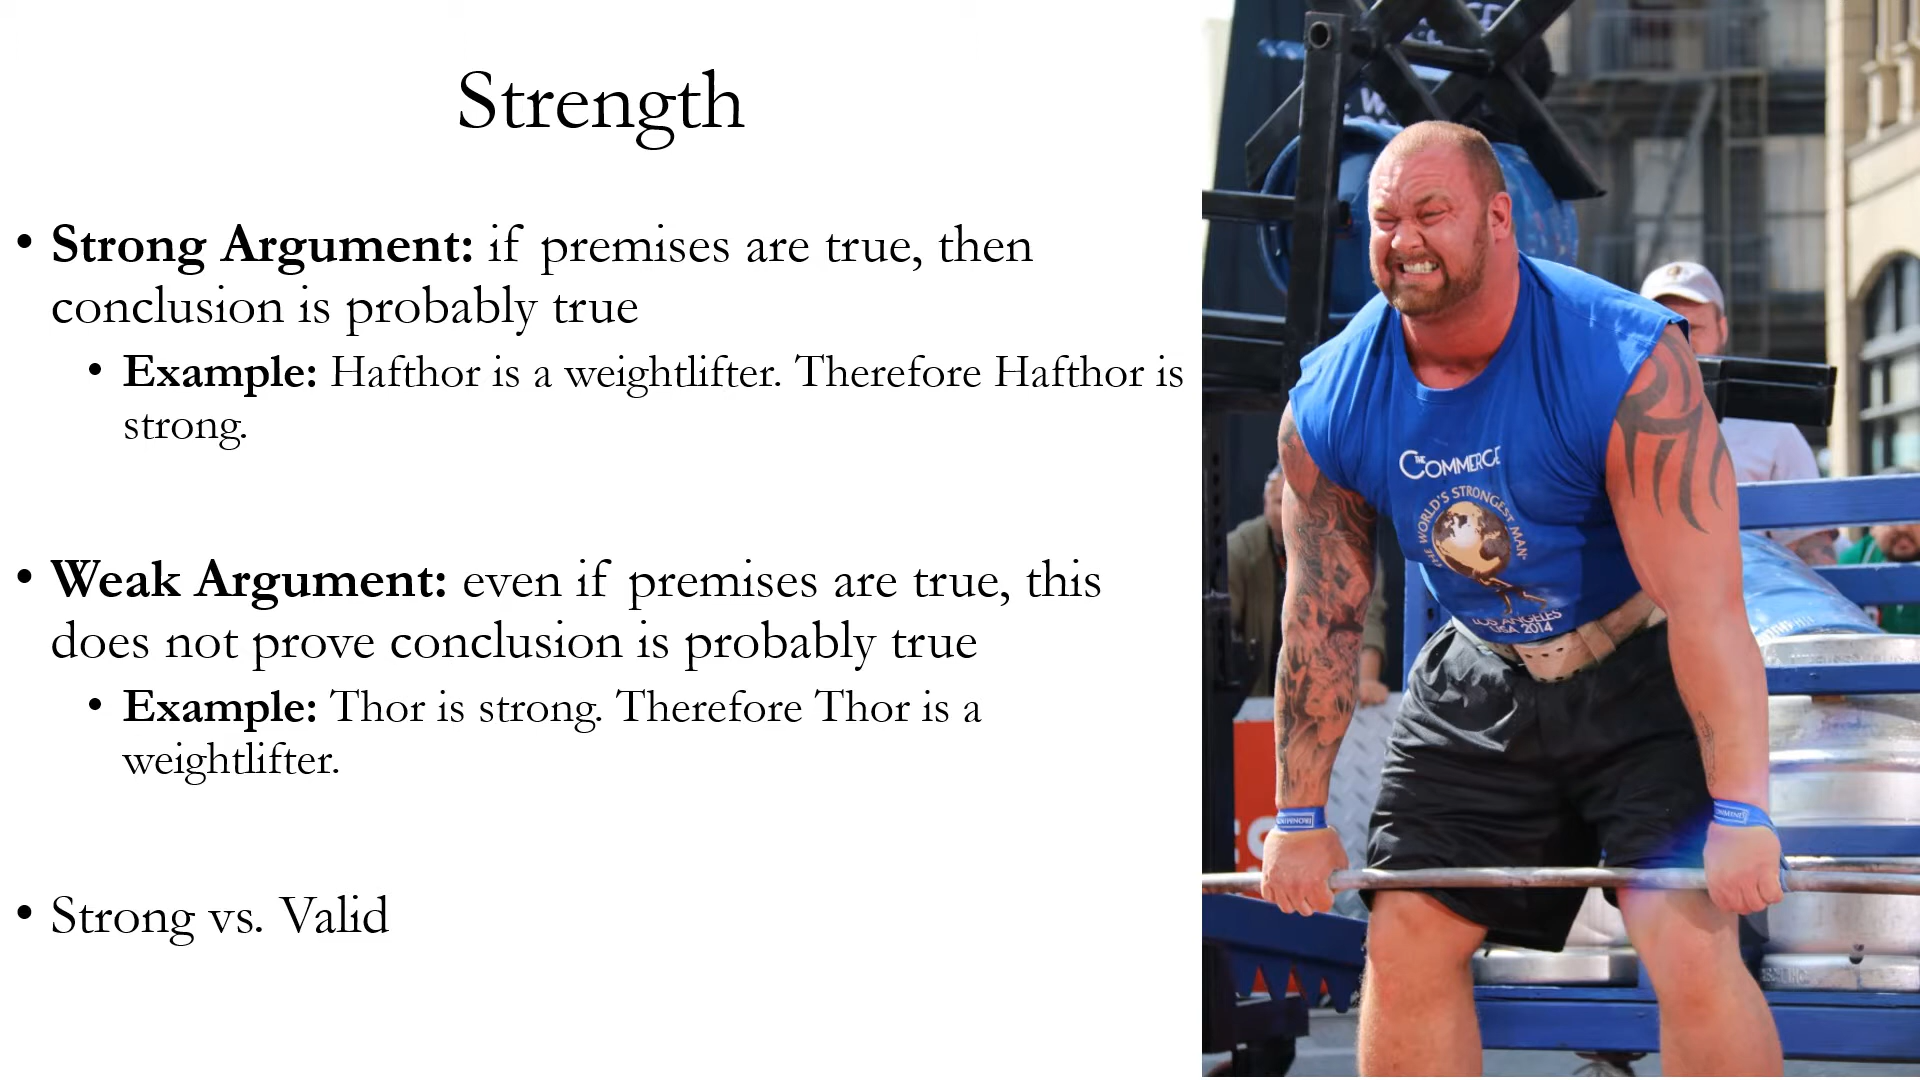 Strength
• Strong Argument: if premises are true, then
conclusion is probably true
• Example: Hafthor is a weightlifter. Therefore Hafthor is
strong.
• Weak Argument: even if premises are true, this
does not prove conclusion is probably true
• Example: Thor is strong. Therefore Thor is a
weightlifter.
• Strong vs. Valid
THE COMMERCE
THE WORLD'S STRONGEST MAN
LOS ANGELES
USA 2014